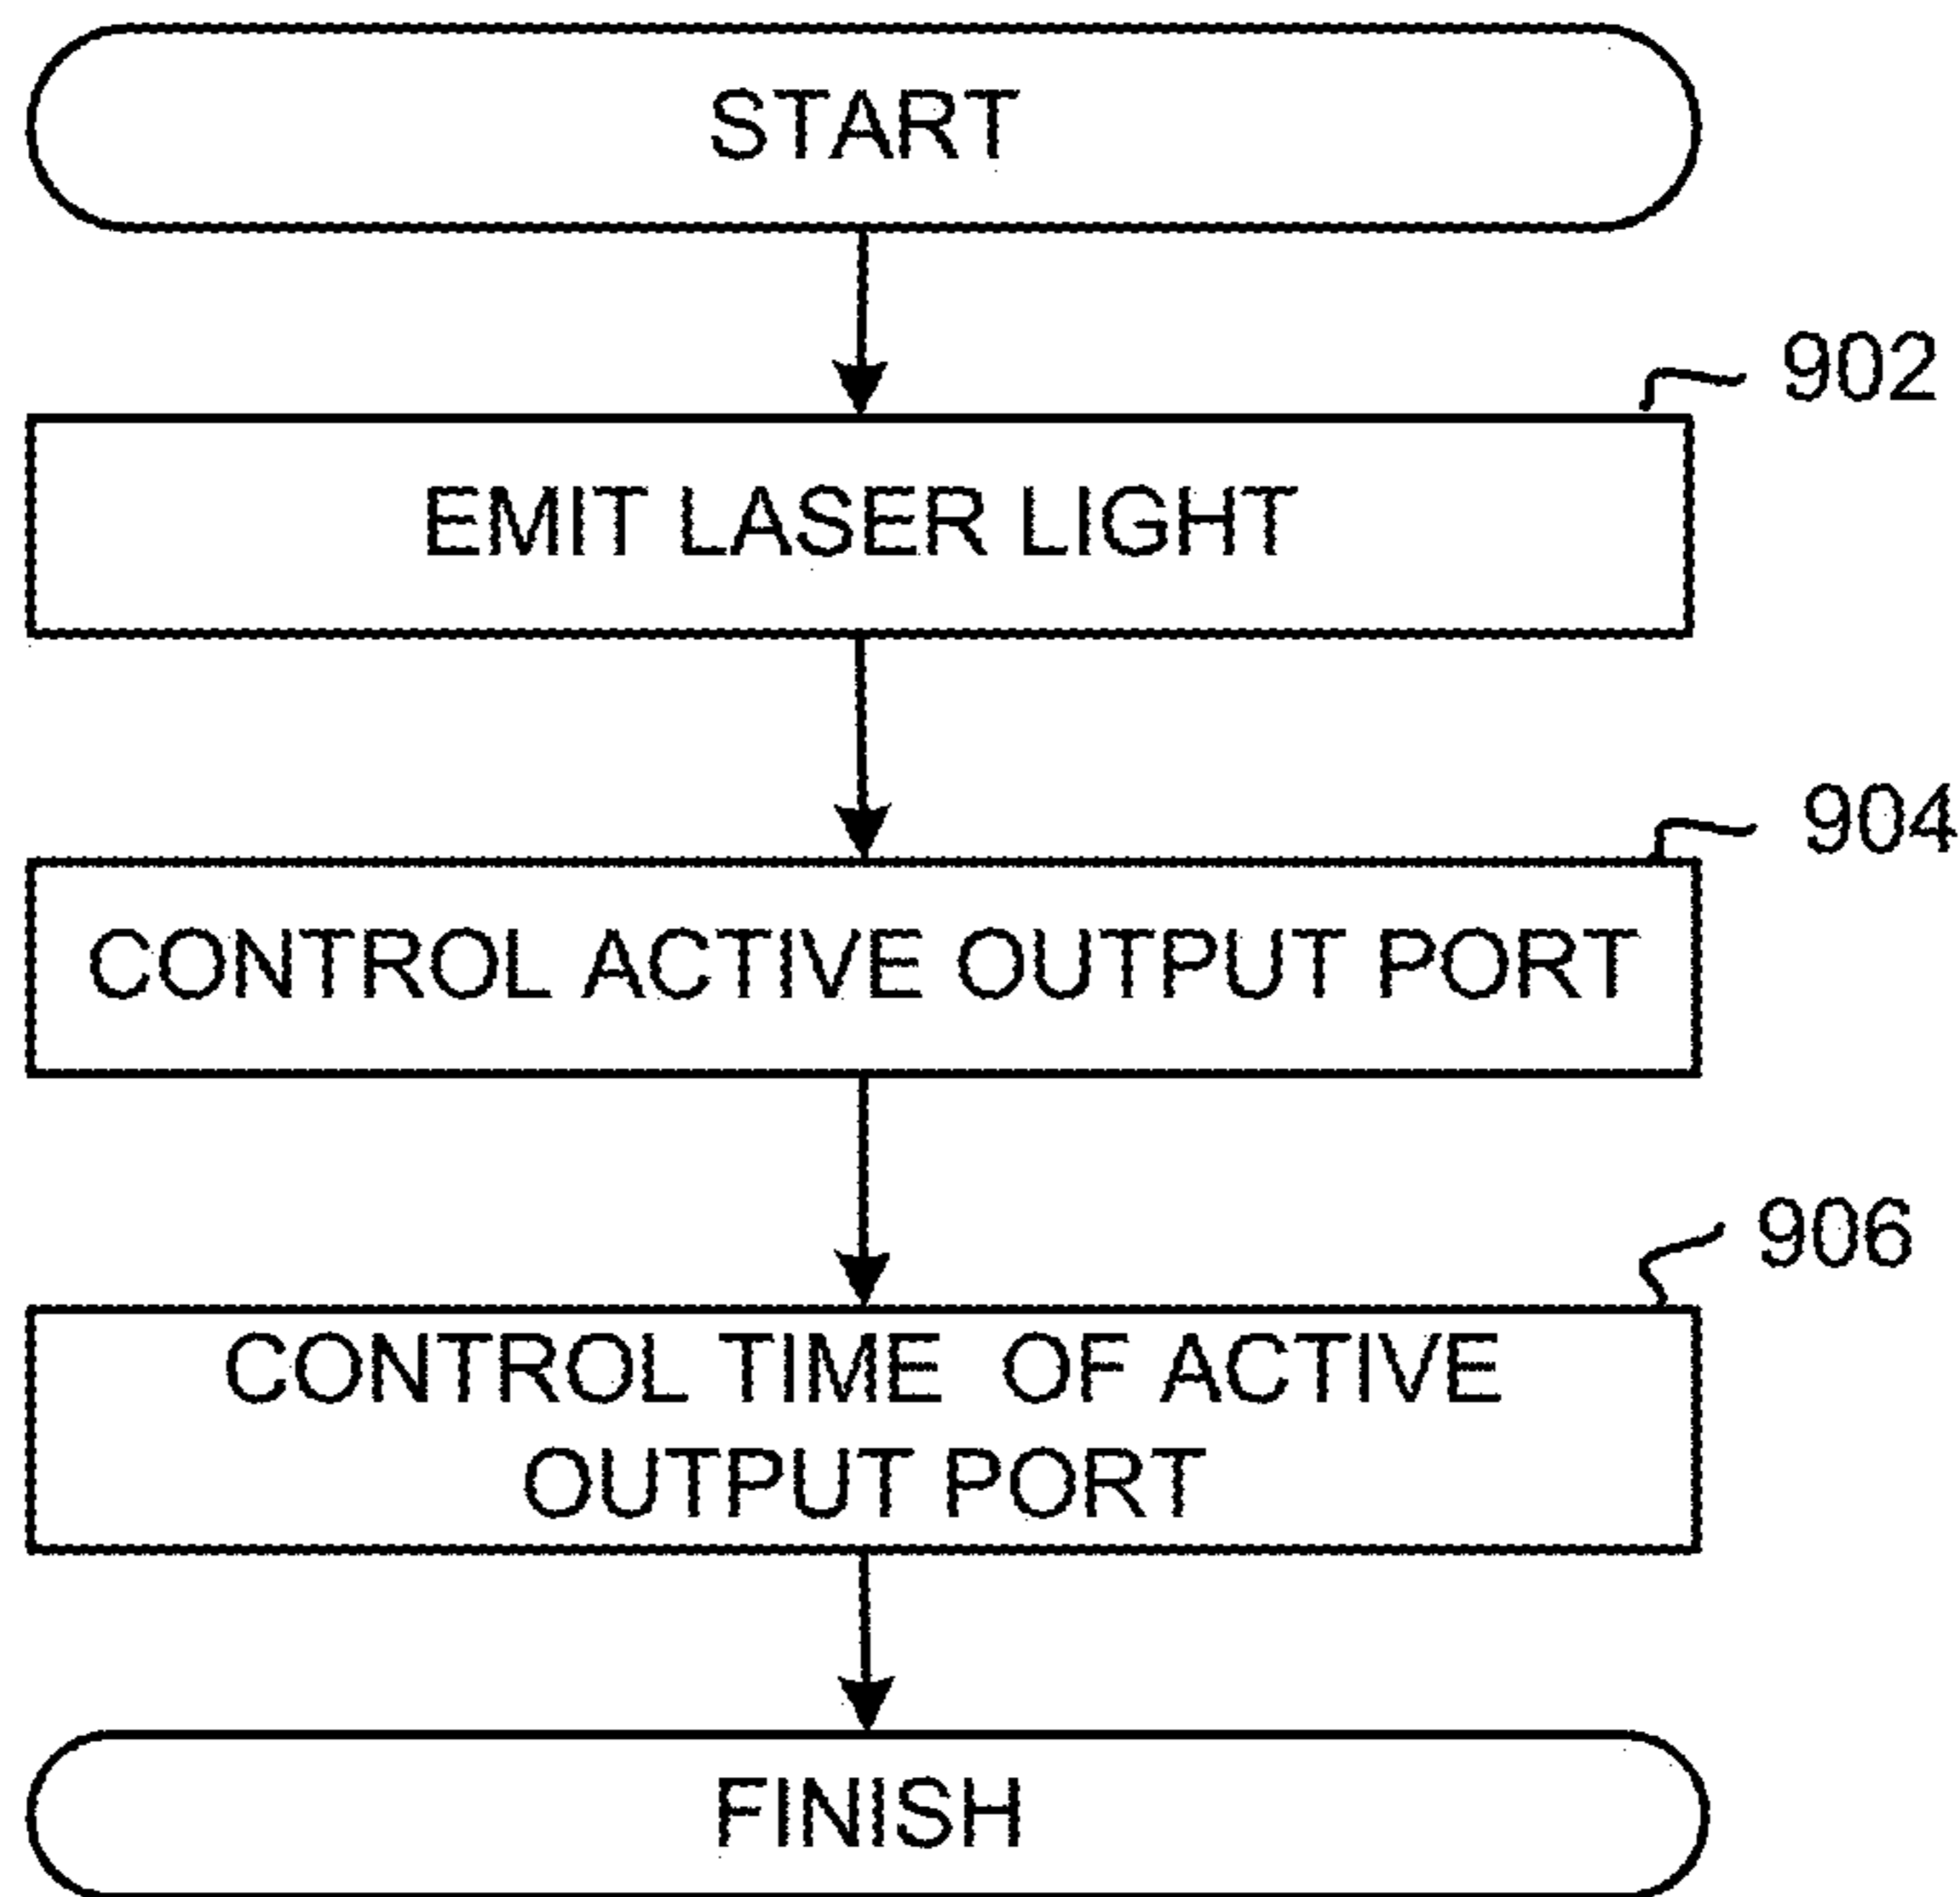 START
902
EMIT LASER LIGHT
904
CONTROL ACTIVE OUTPUT PORT
906
CONTROL TIME OF ACTIVE
OUTPUT PORT
FINISH